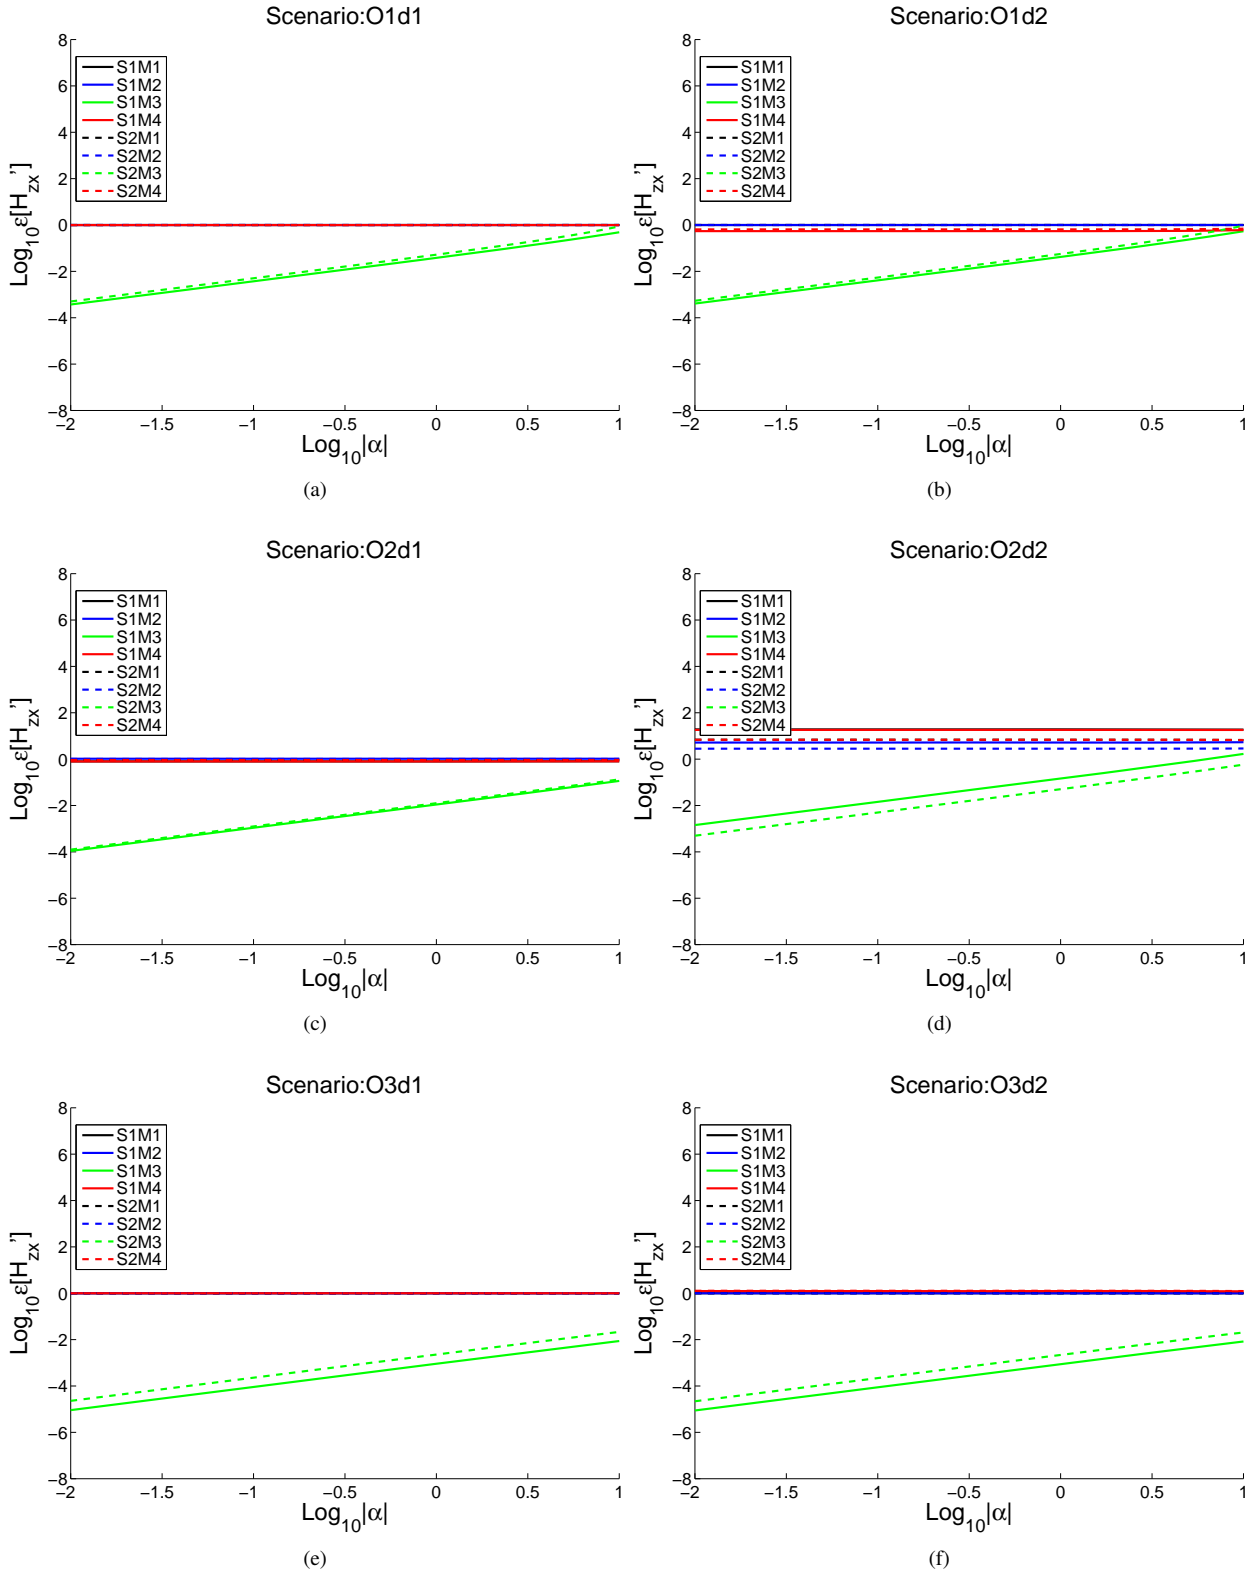 Scenario:O1d1
8
6
4
2
0
−2
−4
−6
−8
Log10ε[Hzx']
S1M1
S1M2
S1M3
S1M4
S2M1
S2M2
S2M3
S2M4
−2 −1.5 −1 −0.5 0 0.5 1
Log10|α|
(a)
Scenario:O1d2
8
6
4
2
0
−2
−4
−6
−8
Log10ε[Hzx']
S1M1
S1M2
S1M3
S1M4
S2M1
S2M2
S2M3
S2M4
−2 −1.5 −1 −0.5 0 0.5 1
Log10|α|
(b)
Scenario:O2d1
8
6
4
2
0
−2
−4
−6
−8
Log10ε[Hzx']
S1M1
S1M2
S1M3
S1M4
S2M1
S2M2
S2M3
S2M4
−2 −1.5 −1 −0.5 0 0.5 1
Log10|α|
(c)
Scenario:O2d2
8
6
4
2
0
−2
−4
−6
−8
Log10ε[Hzx']
S1M1
S1M2
S1M3
S1M4
S2M1
S2M2
S2M3
S2M4
−2 −1.5 −1 −0.5 0 0.5 1
Log10|α|
(d)
Scenario:O3d1
8
6
4
2
0
−2
−4
−6
−8
Log10ε[Hzx']
S1M1
S1M2
S1M3
S1M4
S2M1
S2M2
S2M3
S2M4
−2 −1.5 −1 −0.5 0 0.5 1
Log10|α|
(e)
Scenario:O3d2
8
6
4
2
0
−2
−4
−6
−8
Log10ε[Hzx']
S1M1
S1M2
S1M3
S1M4
S2M1
S2M2
S2M3
S2M4
−2 −1.5 −1 −0.5 0 0.5 1
Log10|α|
(f)